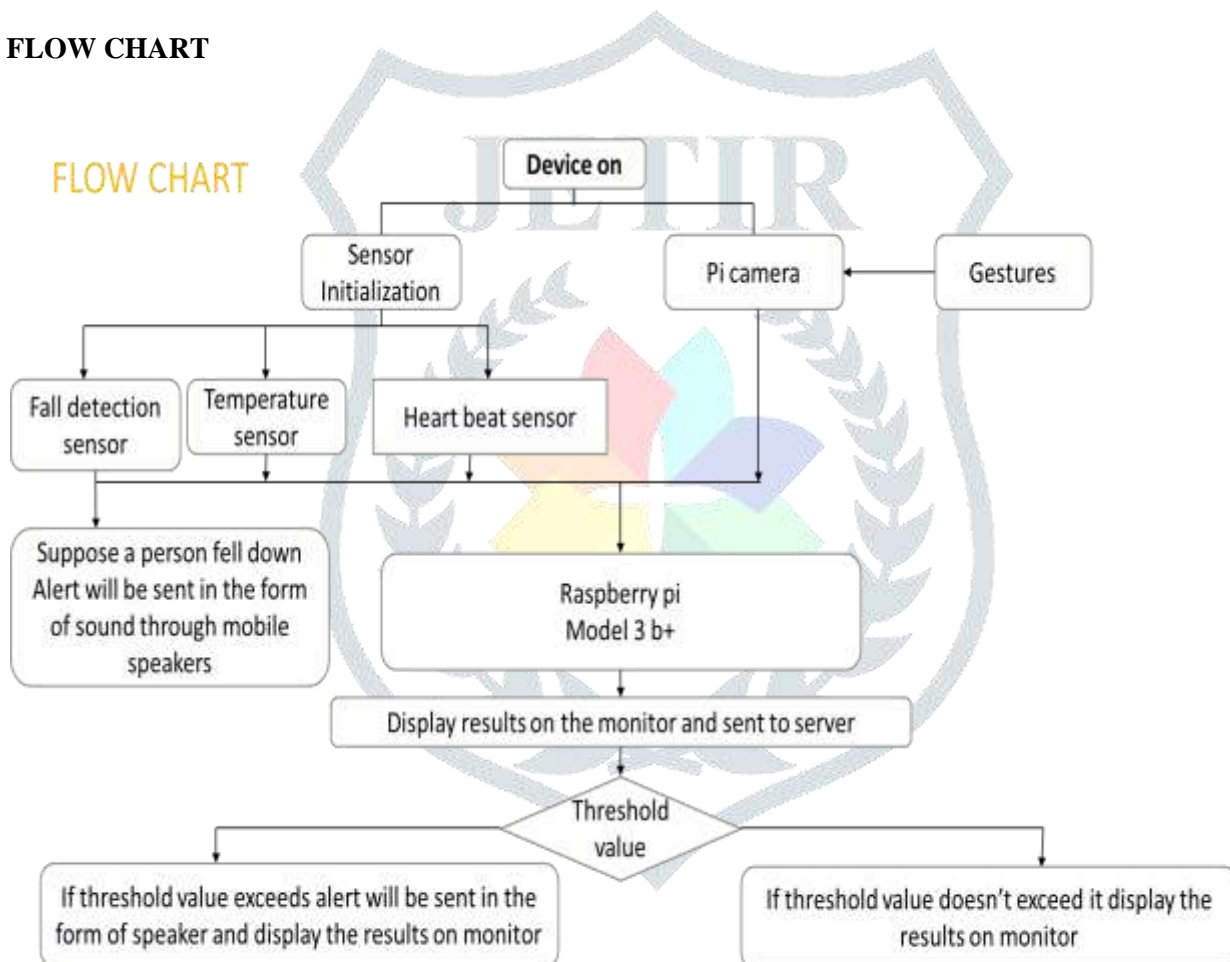 FLOW CHART
FLOW CHART
JETIR
Device on
Sensor
Initialization
Pi camera
Gestures
Fall detection
sensor
Temperature
sensor
Heart beat sensor
Suppose a person fell down
Alert will be sent in the form
of sound through mobile
speakers
Raspberry pi
Model 3 b+
Display results on the monitor and sent to server
Threshold
value
If threshold value exceeds alert will be sent in the
form of speaker and display the results on monitor
If threshold value doesn't exceed it display the
results on monitor